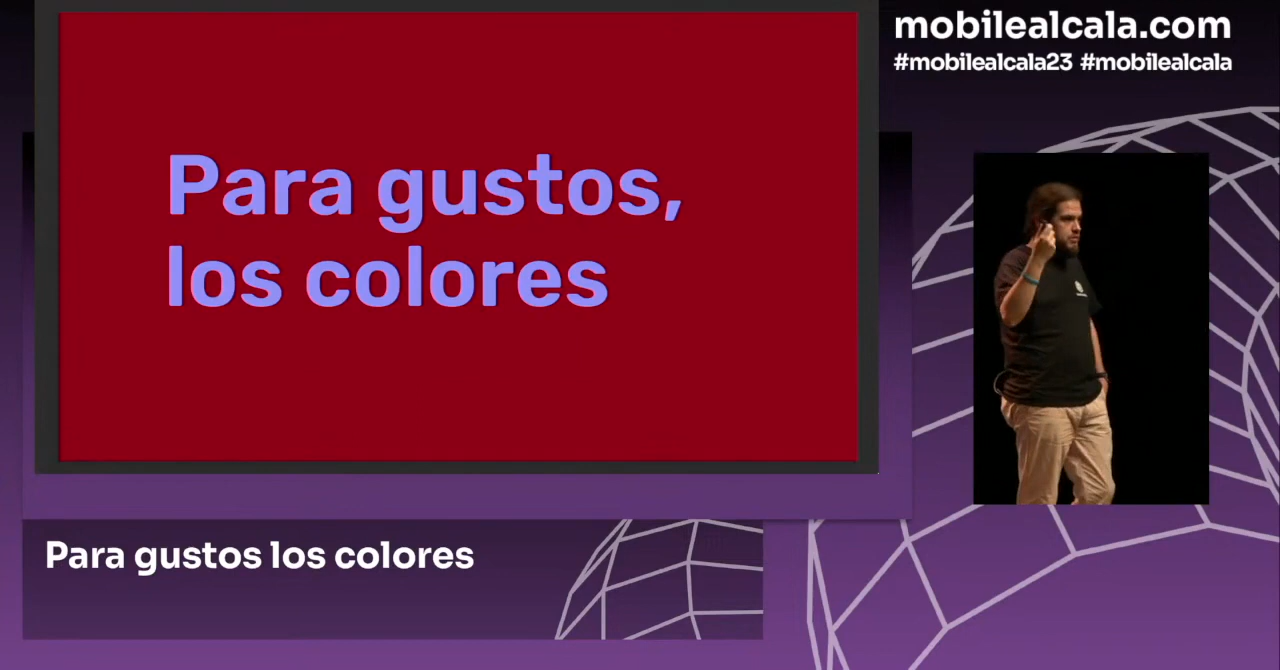 mobilealcala.com
#mobilealcala23 #mobilealcala
Para gustos,
los colores
Para gustos los colores